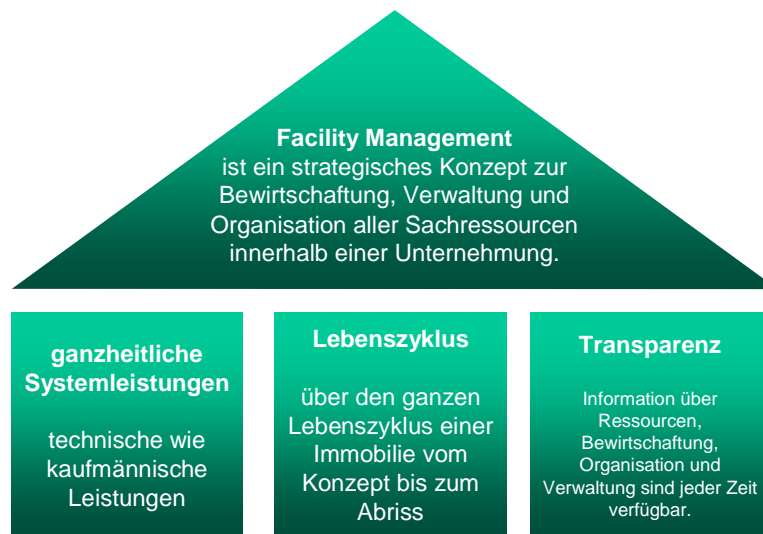 Facility Management
ist ein strategisches Konzept zur
Bewirtschaftung, Verwaltung und
Organisation aller Sachressourcen
innerhalb einer Unternehmung.
ganzheitliche
Systemleistungen
technische wie
kaufmännische
Leistungen
Lebenszyklus
über den ganzen
Lebenszyklus einer
Immobilie vom
Konzept bis zum
Abriss
Transparenz
Information über
Ressourcen,
Bewirtschaftung,
Organisation und
Verwaltung sind jeder Zeit
verfügbar.